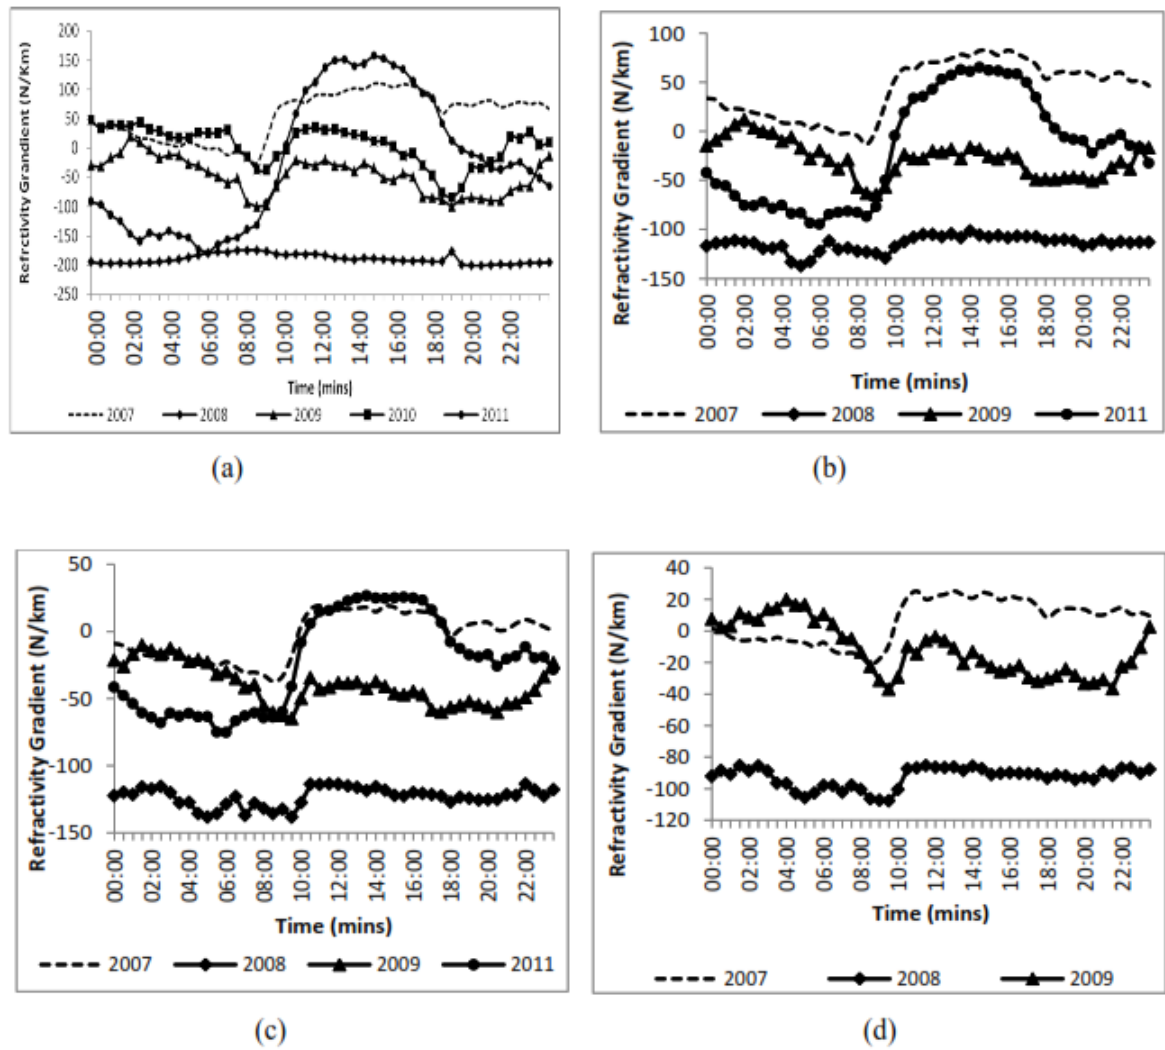 Refrctivity Grandient (N/Km)
200
150
100
50
0
-50
-100
-150
-200
-250
00:00 02:00 04:00 06:00 08:00 10:00 12:00 14:00 16:00 18:00 20:00 22:00
Time (mins)
2007 2008 2009 2010 2011
(a)
Refractivity Gradient (N/km)
100
50
0
-50
-100
-150
00:00 02:00 04:00 06:00 08:00 10:00 12:00 14:00 16:00 18:00 20:00 22:00
Time (mins)
2007 2008 2009 2011
(b)
Refractivity Gradient (N/km)
50
0
-50
-100
-150
00:00 02:00 04:00 06:00 08:00 10:00 12:00 14:00 16:00 18:00 20:00 22:00
Time (mins)
2007 2008 2009 2011
(c)
Refractivity Gradient (N/km)
40
20
0
-20
-40
-60
-80
-100
-120
00:00 02:00 04:00 06:00 08:00 10:00 12:00 14:00 16:00 18:00 20:00 22:00
Time (mins)
2007 2008 2009
(d)